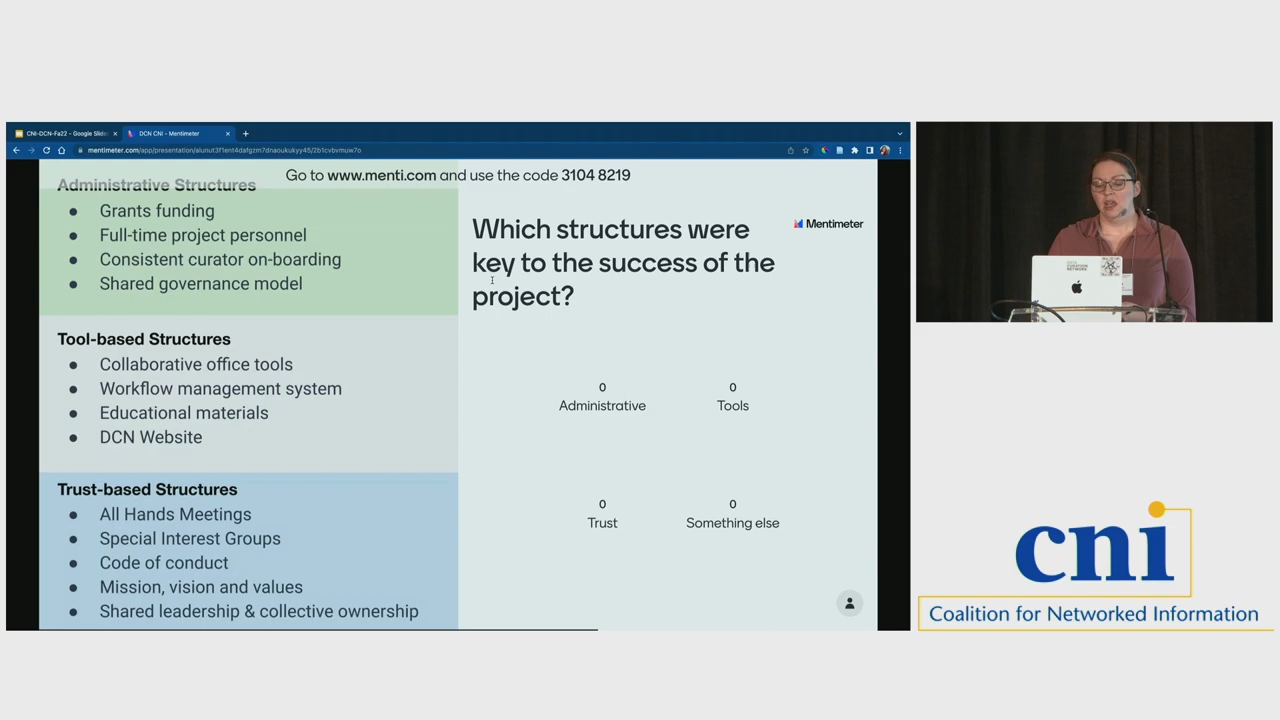 CNI-DCN-Fa22 - Google Slide
DCN CNI - Mentimeter
Go to www.menti.com and use the code 3104 8219
Administrative Structures
● Grants funding
● Full-time project personnel
● Consistent curator on-boarding
● Shared governance model
Tool-based Structures
● Collaborative office tools
● Workflow management system
● Educational materials
● DCN Website
Trust-based Structures
● All Hands Meetings
● Special Interest Groups
● Code of conduct
● Mission, vision and values
● Shared leadership & collective ownership
Mentimeter
Which structures were
key to the success of the
project?
0
Administrative
0
Tools
0
Trust
0
Something else
cni
Coalition for Networked Information